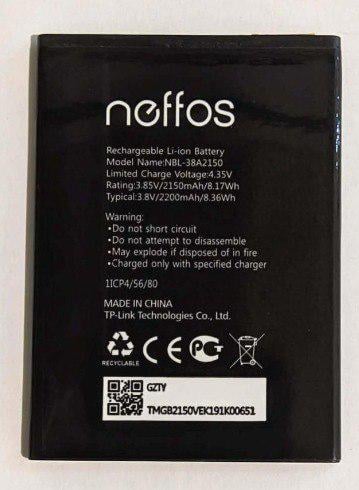 neffos
Rechargeable Li-ion Battery
Model Name:NBL-38A2150
Limited Charge Voltage:4.35V
Rating:3.85V/2150mAh/8.17Wh
Typical:3.8V/2200mAh/8.36Wh
Warning:
•Do not short circuit
•Do not attempt to disassemble
•May explode if disposed of in fire
•Charged only with specified charger
1ICP4/56/80
MADE IN CHINA
TP-Link Technologies Co., Ltd.
RECYCLABLE
GZTY
TMGB2150VEK191K00651